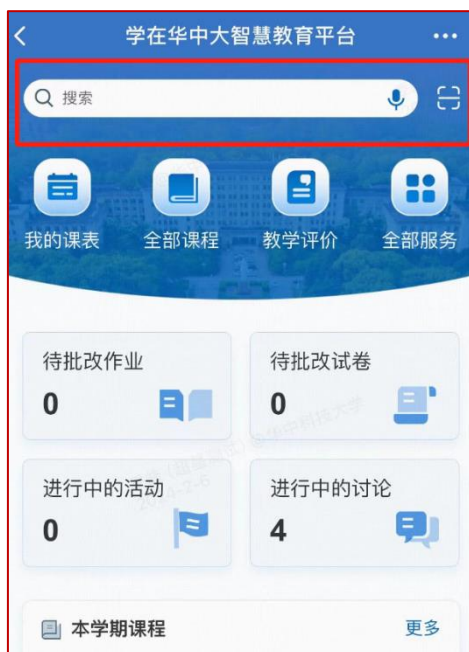 学在华中大智慧教育平台
搜索
我的课表 全部课程 教学评价 全部服务
待批改作业 待批改试卷
0 0
进行中的活动 进行中的讨论
0 4
本学期课程 更多